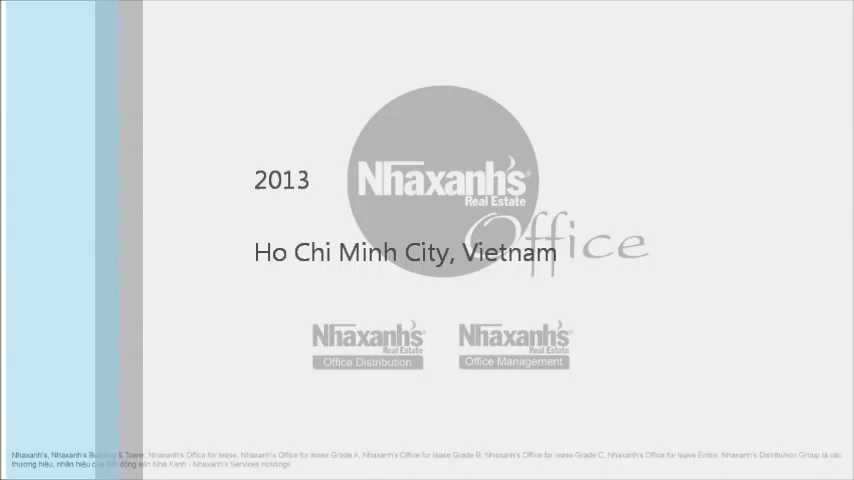 2013
Nhaxanh's®
Real Estate
Office
Ho Chi Minh City, Vietnam
Nhaxanh's® Nhaxanh's®
Real Estate Real Estate
Office Distribution Office Management
Nhaxanh's, Nhaxanh's Building & Tower, Nhaxanh's Office for lease, Nhaxanh's Office for lease Grade A, Nhaxanh's Office for lease Grade B, Nhaxanh's Office for lease Grade C, Nhaxanh's Office for lease Entire- Nhaxanh's Distribution Group là các
thương hiệu, nhãn hiệu của Bất động sản Nhà Xanh - Nhaxanh's Services Holdings